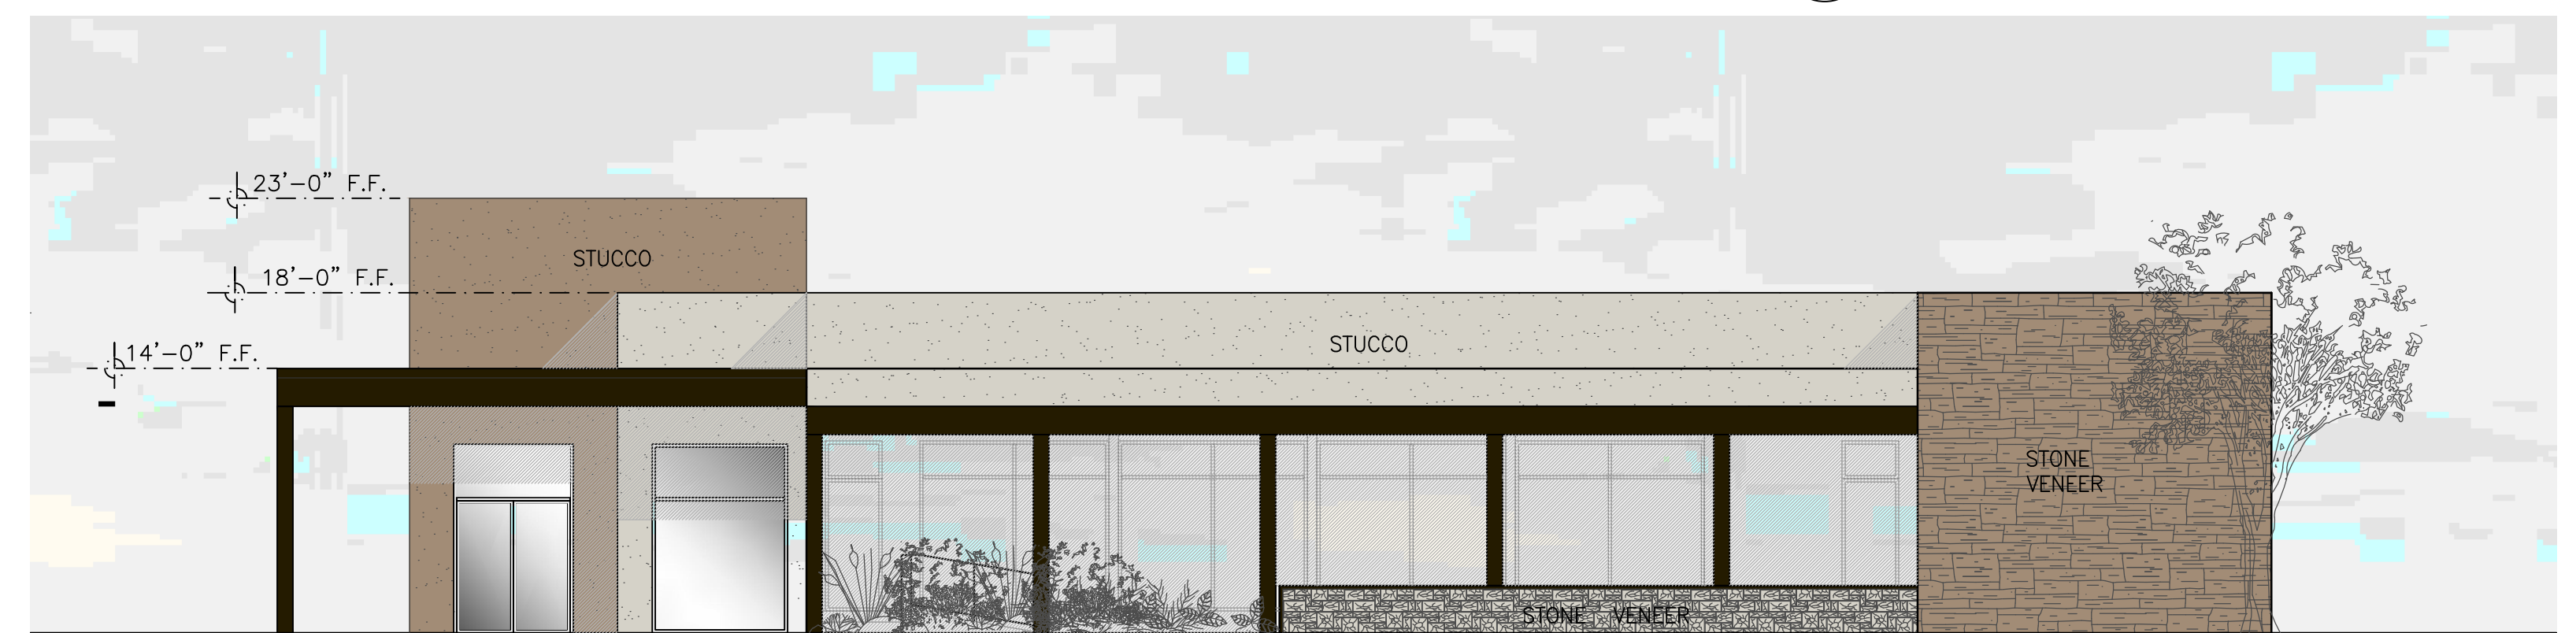 23'-0" F.F.
STUCCO
18'-0" F.F.
STUCCO
14'-0" F.F.
STONE
VENEER
STONE VENEER